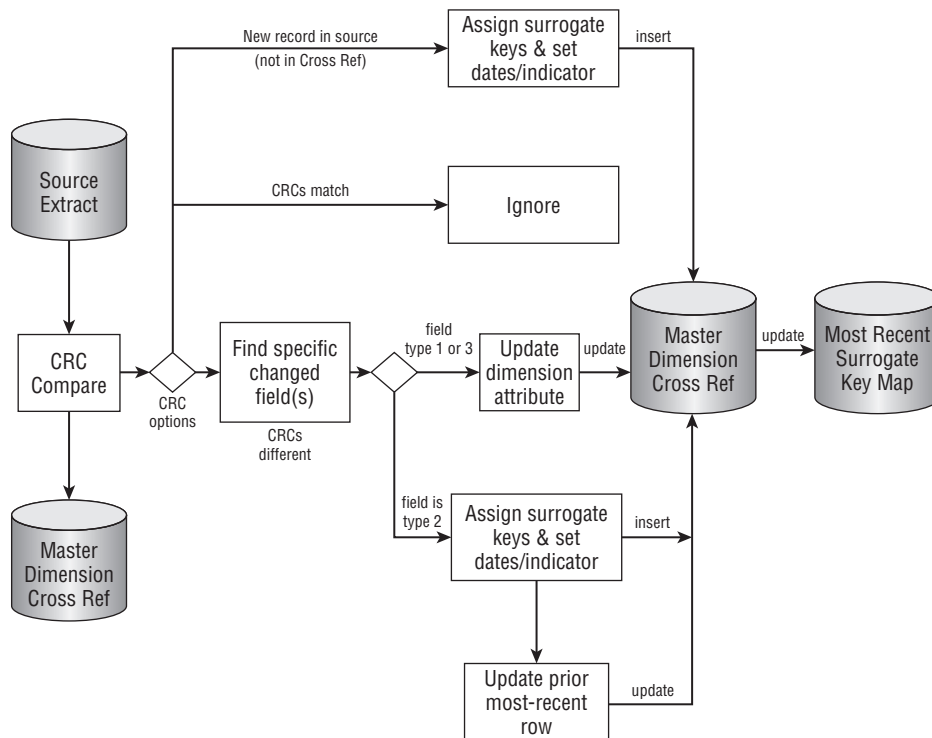 New record in source
(not in Cross Ref)
Assign surrogate
keys & set
dates/indicator
insert
Source
Extract
CRCs match
Ignore
CRC
Compare
CRC
options
Find specific
changed
field(s)
CRCs
different
field
type 1 or 3
Update
dimension
attribute
update
Master
Dimension
Cross Ref
update
Most Recent
Surrogate
Key Map
field is
type 2
Assign surrogate
keys & set
dates/indicator
insert
Master
Dimension
Cross Ref
Update prior
most-recent
row
update